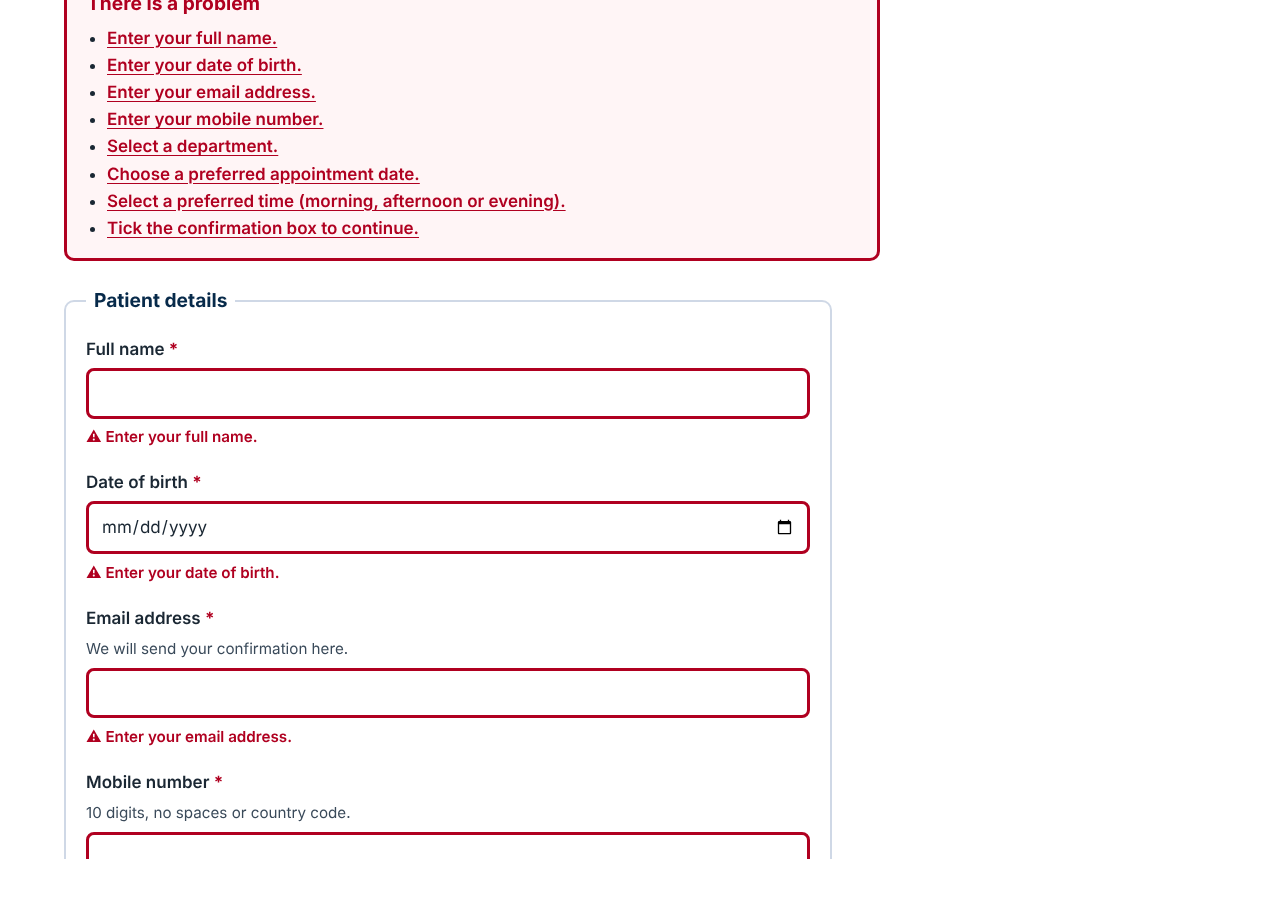 There is a problem
Enter your full name.
Enter your date of birth.
Enter your email address.
Enter your mobile number.
Select a department.
Choose a preferred appointment date.
Select a preferred time (morning, afternoon or evening).
Tick the confirmation box to continue.
Patient details
Full name *
⚠ Enter your full name.
Date of birth *
mm/dd/yyyy
⚠ Enter your date of birth.
Email address *
We will send your confirmation here.
⚠ Enter your email address.
Mobile number *
10 digits, no spaces or country code.